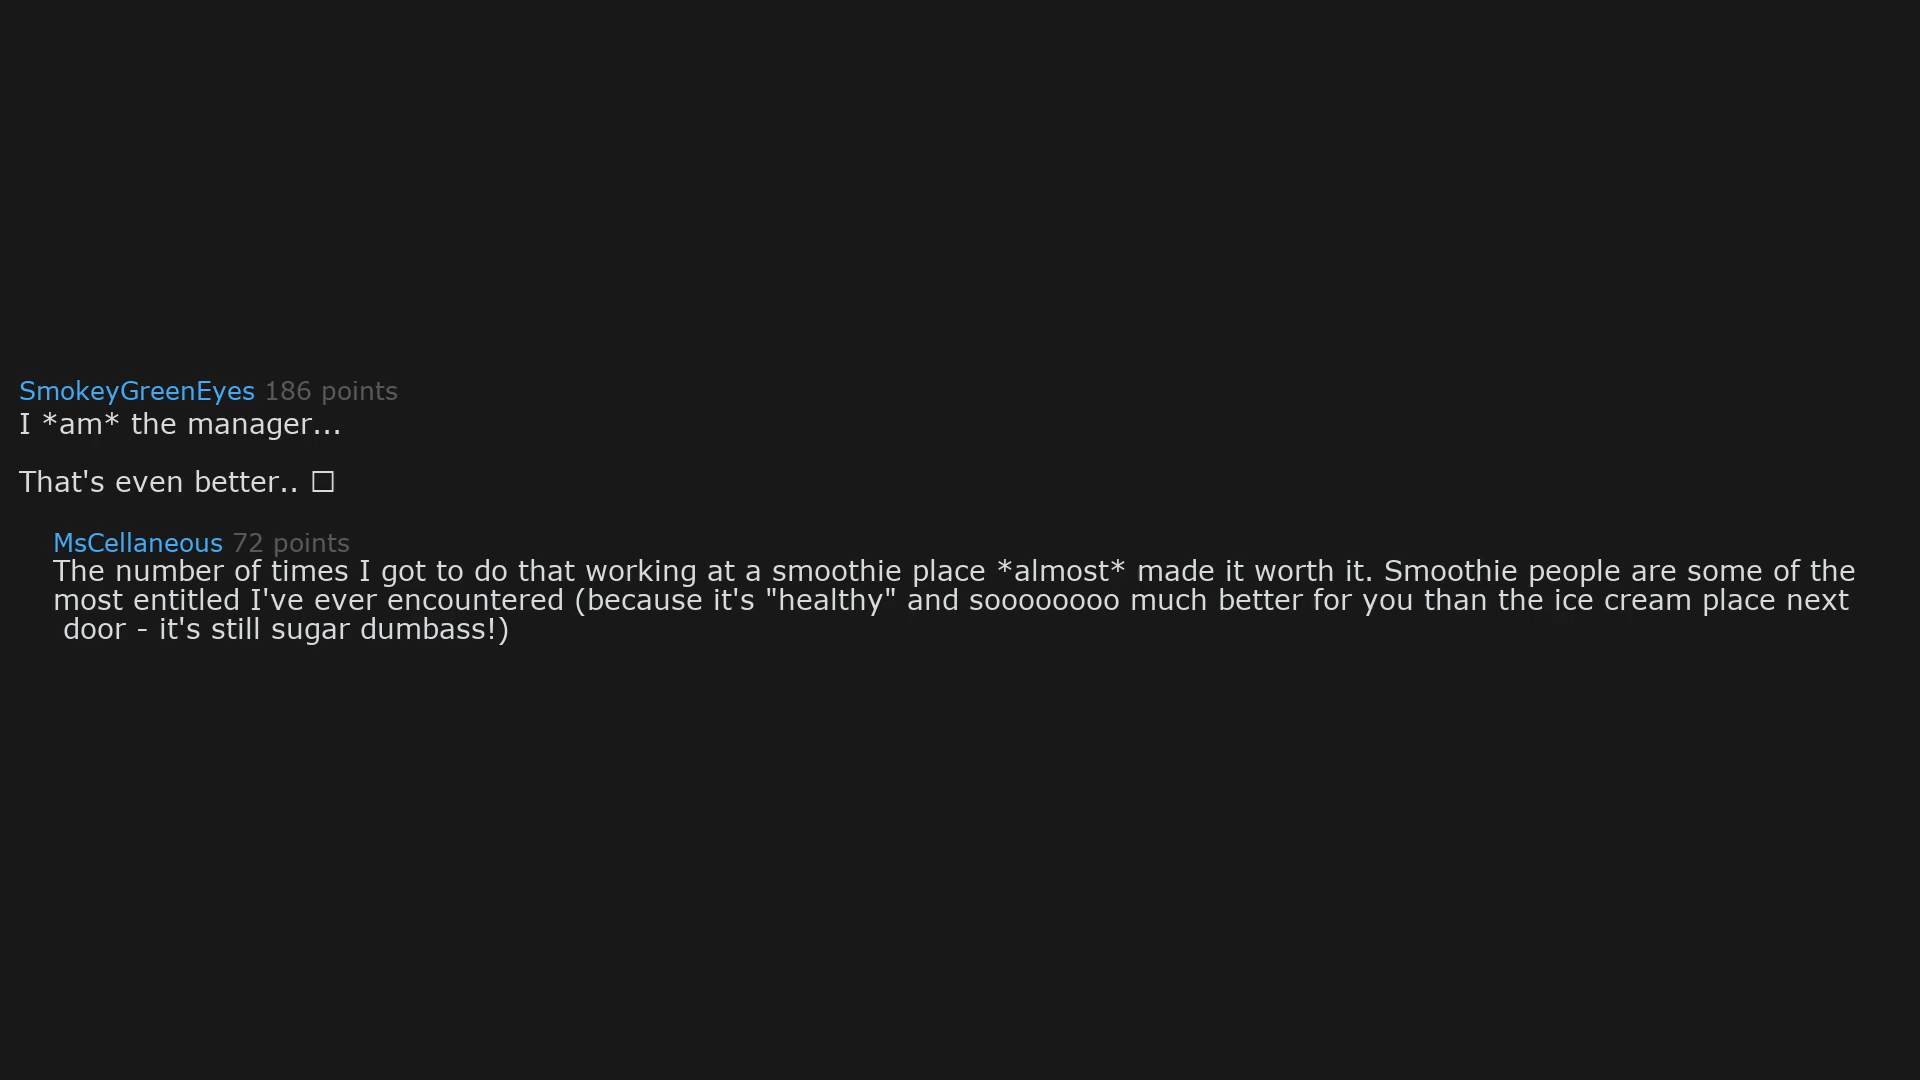 SmokeyGreenEyes 186 points
I *am* the manager...
That's even better.. □
MsCellaneous 72 points
The number of times I got to do that working at a smoothie place *almost* made it worth it. Smoothie people are some of the
most entitled I've ever encountered (because it's "healthy" and soooooooo much better for you than the ice cream place next
door - it's still sugar dumbass!)